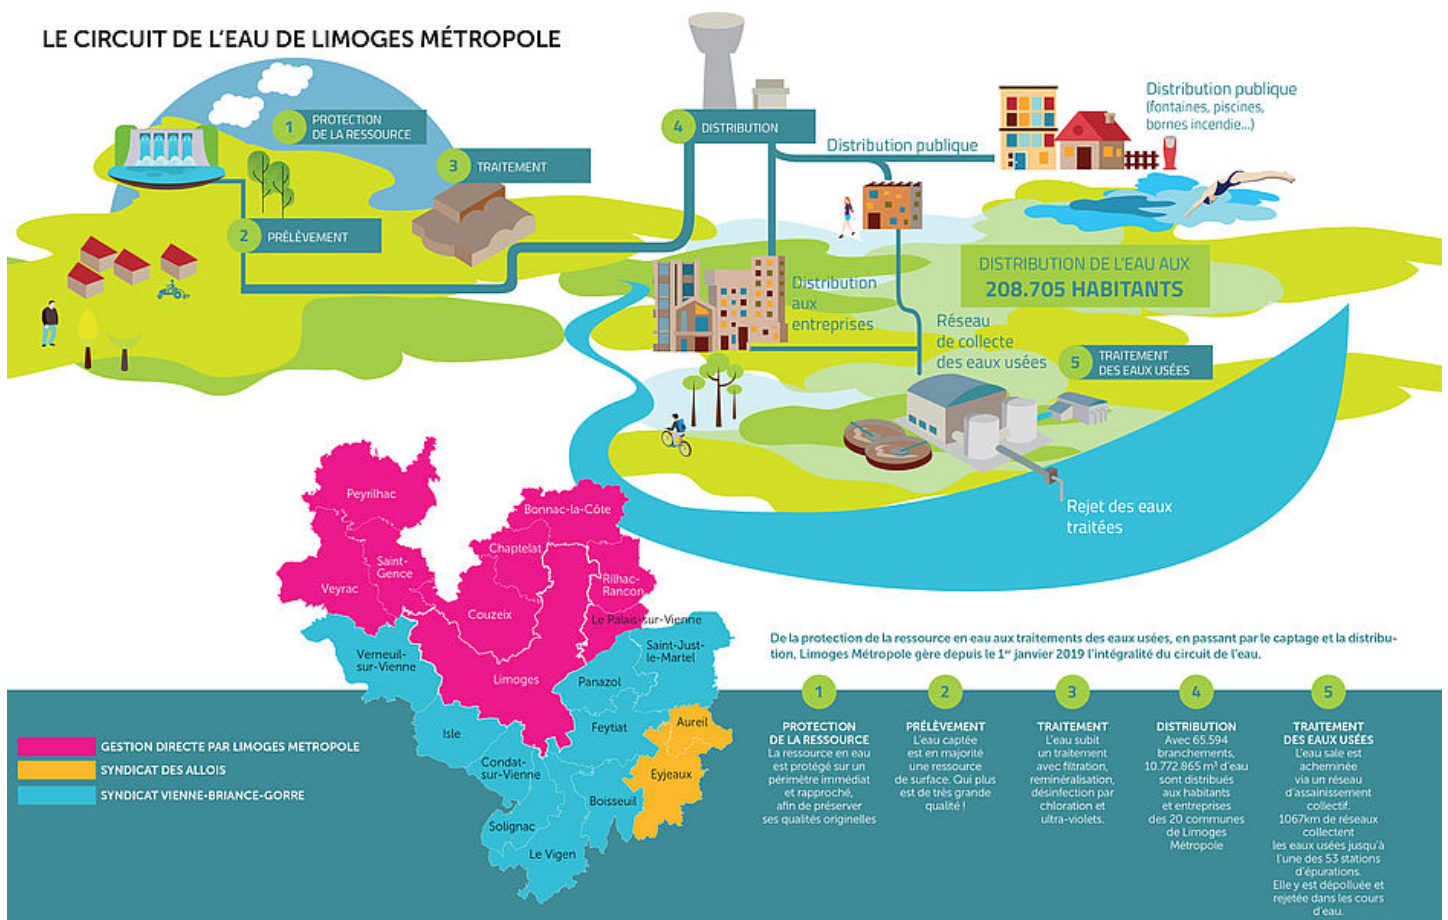 LE CIRCUIT DE L'EAU DE LIMOGES MÉTROPOLE
1
PROTECTION
DE LA RESSOURCE
2
PRÉLÈVEMENT
3
TRAITEMENT
4
DISTRIBUTION
Distribution publique
Distribution publique
(fontaines, piscines,
bornes incendie...)
DISTRIBUTION DE L'EAU AUX
208.705 HABITANTS
Distribution
aux
entreprises
Réseau
de collecte
des eaux usées
5
TRAITEMENT
DES EAUX USÉES
Rejet des eaux
traitées
Peyrilhac
Bonnac-la-Côte
Chaptelat
Saint-
Gence
Veyrac
Rilhac-
Rancon
Couzeix
Le Palais-sur-Vienne
Verneuil-
sur-Vienne
Saint-Just-
le-Martel
Limoges
Panazol
Isle
Feytiat
Aureil
Condat-
sur-Vienne
Eyjeaux
Boisseuil
Solignac
Le Vigen
GESTION DIRECTE PAR LIMOGES METROPOLE
SYNDICAT DES ALLOIS
SYNDICAT VIENNE-BRIANCE-GORRE
De la protection de la ressource en eau aux traitements des eaux usées, en passant par le captage et la distribu-
tion, Limoges Métropole gère depuis le 1er janvier 2019 l'intégralité du circuit de l'eau.
1
PROTECTION
DE LA RESSOURCE
La ressource en eau
est protégé sur un
périmètre immédiat
et rapproché,
afin de préserver
ses qualités originelles
2
PRÉLÈVEMENT
L'eau captée
est en majorité
une ressource
de surface. Qui plus
est de très grande
qualité !
3
TRAITEMENT
L'eau subit
un traitement
avec filtration,
reminéralisation,
désinfection par
chloration et
ultra-violets.
4
DISTRIBUTION
Avec 65.594
branchements,
10.772.865 m³ d'eau
sont distribués
aux habitants
et entreprises
des 20 communes
de Limoges
Métropole
5
TRAITEMENT
DES EAUX USÉES
L'eau sale est
acheminée
via un réseau
d'assainissement
collectif.
1067km de réseaux
collectent
les eaux usées jusqu'à
l'une des 53 stations
d'épurations.
Elle y est dépolluée et
rejetée dans les cours
d'eau.